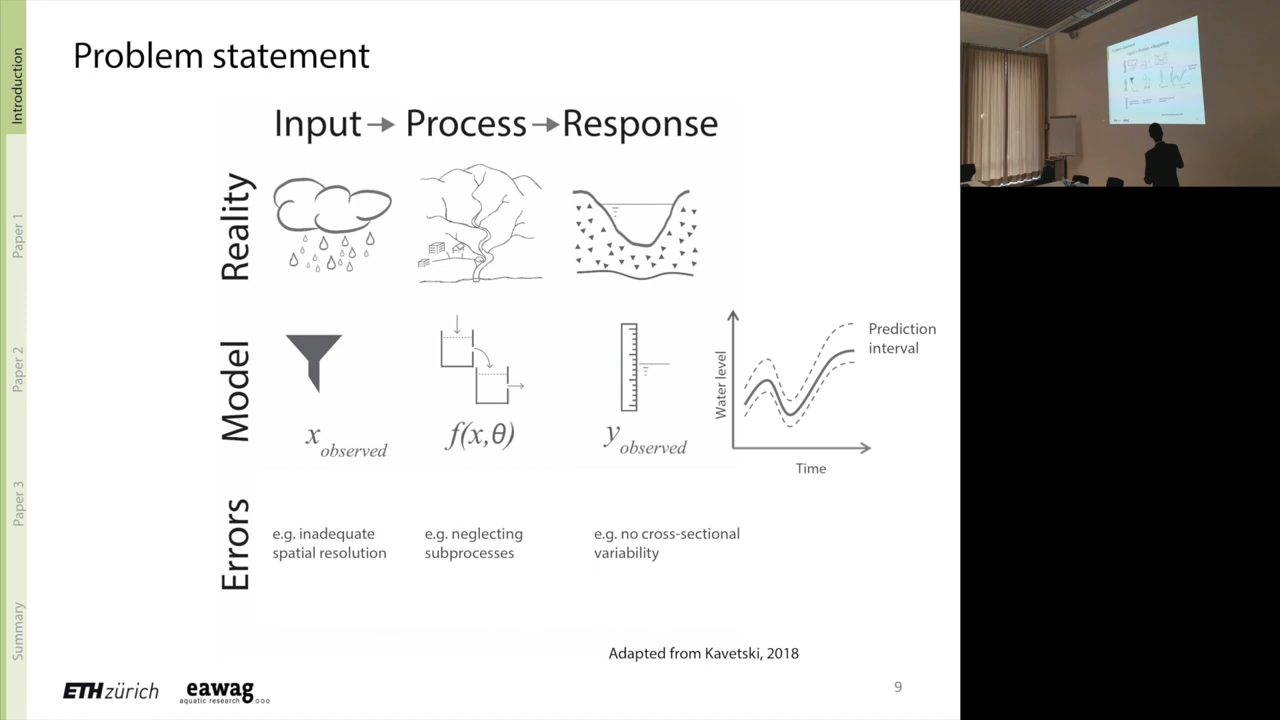 Problem statement
Input → Process → Response
Reality
Model
x observed
f(x,θ)
y observed
Water level
Time
Prediction
interval
Errors
e.g. inadequate
spatial resolution
e.g. neglecting
subprocesses
e.g. no cross-sectional
variability
Adapted from Kavetski, 2018
ETH zürich
eawag
aquatic research
9
Introduction
Paper 1
Paper 2
Paper 3
Summary